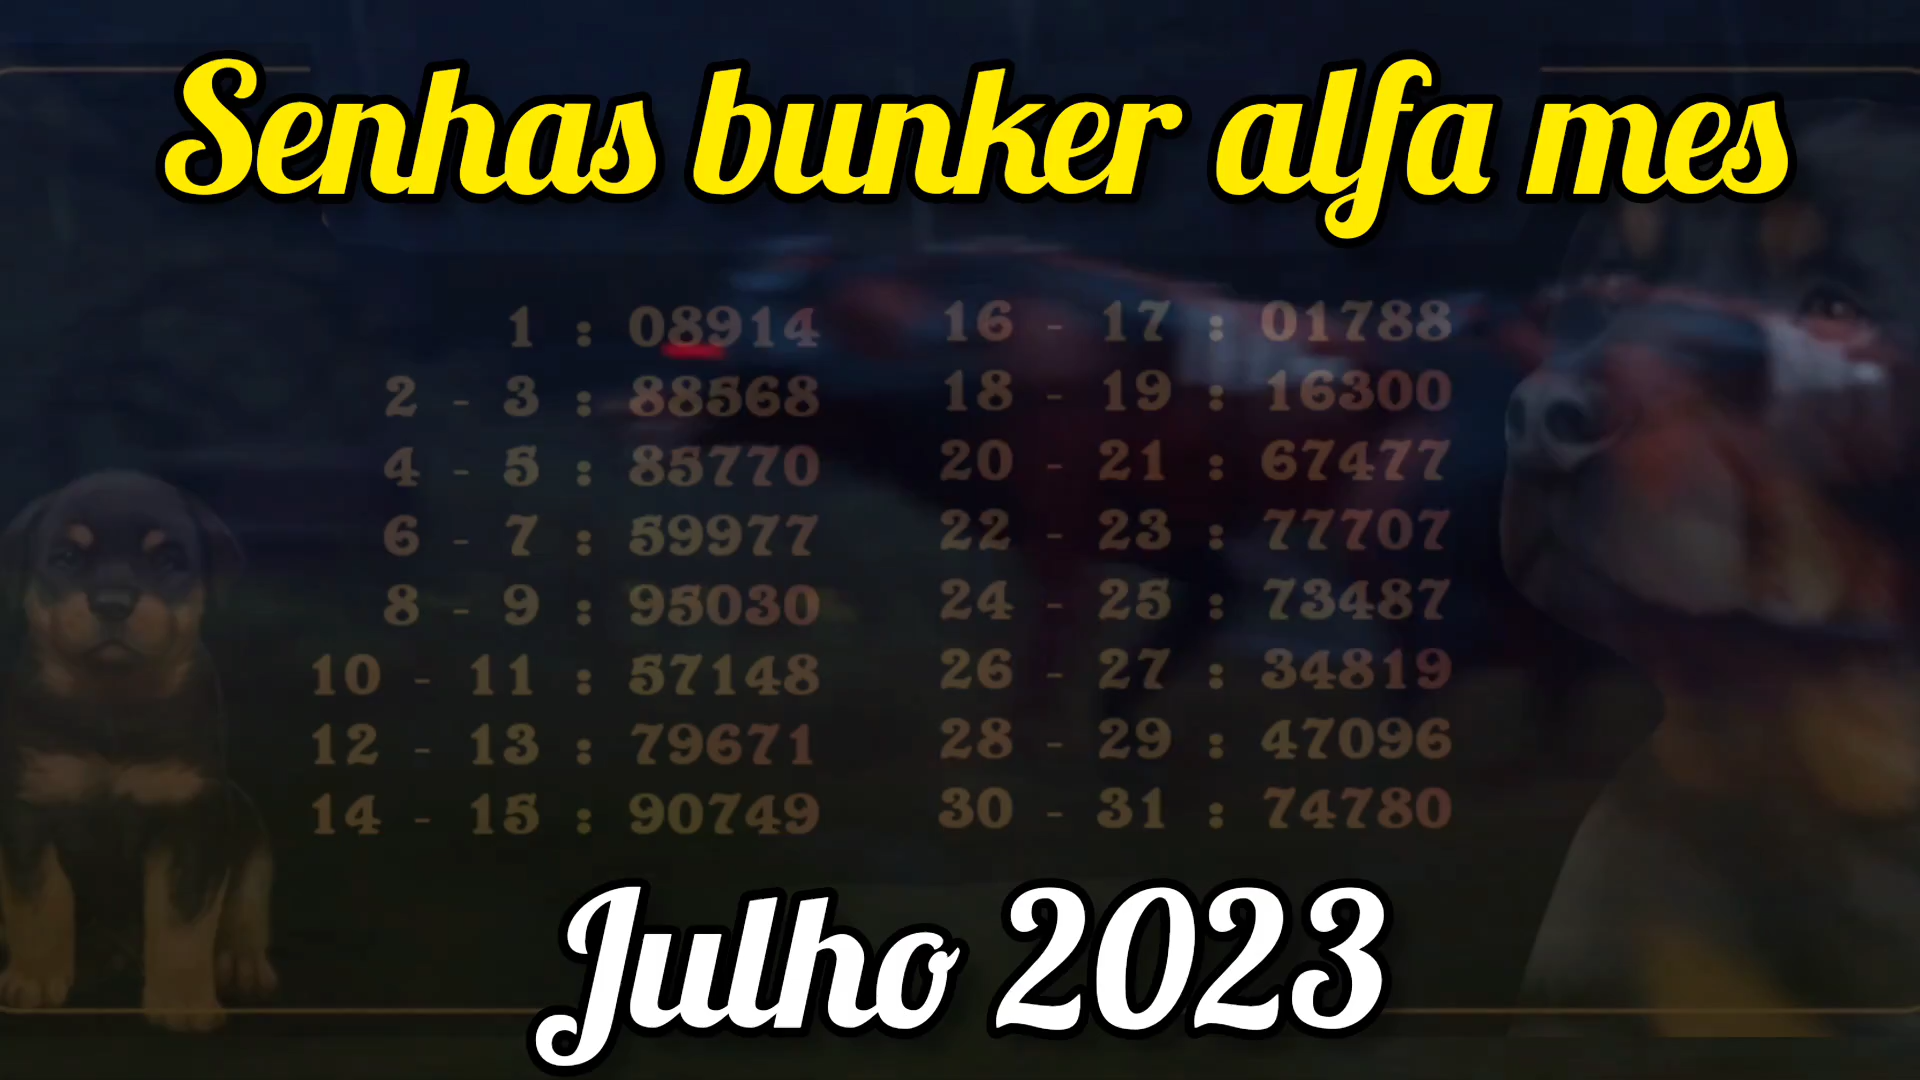 Senhas bunker alfa mes
1 : 08914
2 - 3 : 88568
4 - 5 : 85770
6 - 7 : 59977
8 - 9 : 95030
10 - 11 : 57148
12 - 13 : 79671
14 - 15 : 90749
16 - 17 : 01788
18 - 19 : 16300
20 - 21 : 67477
22 - 23 : 77707
24 - 25 : 73487
26 - 27 : 34819
28 - 29 : 47096
30 - 31 : 74780
Julho 2023